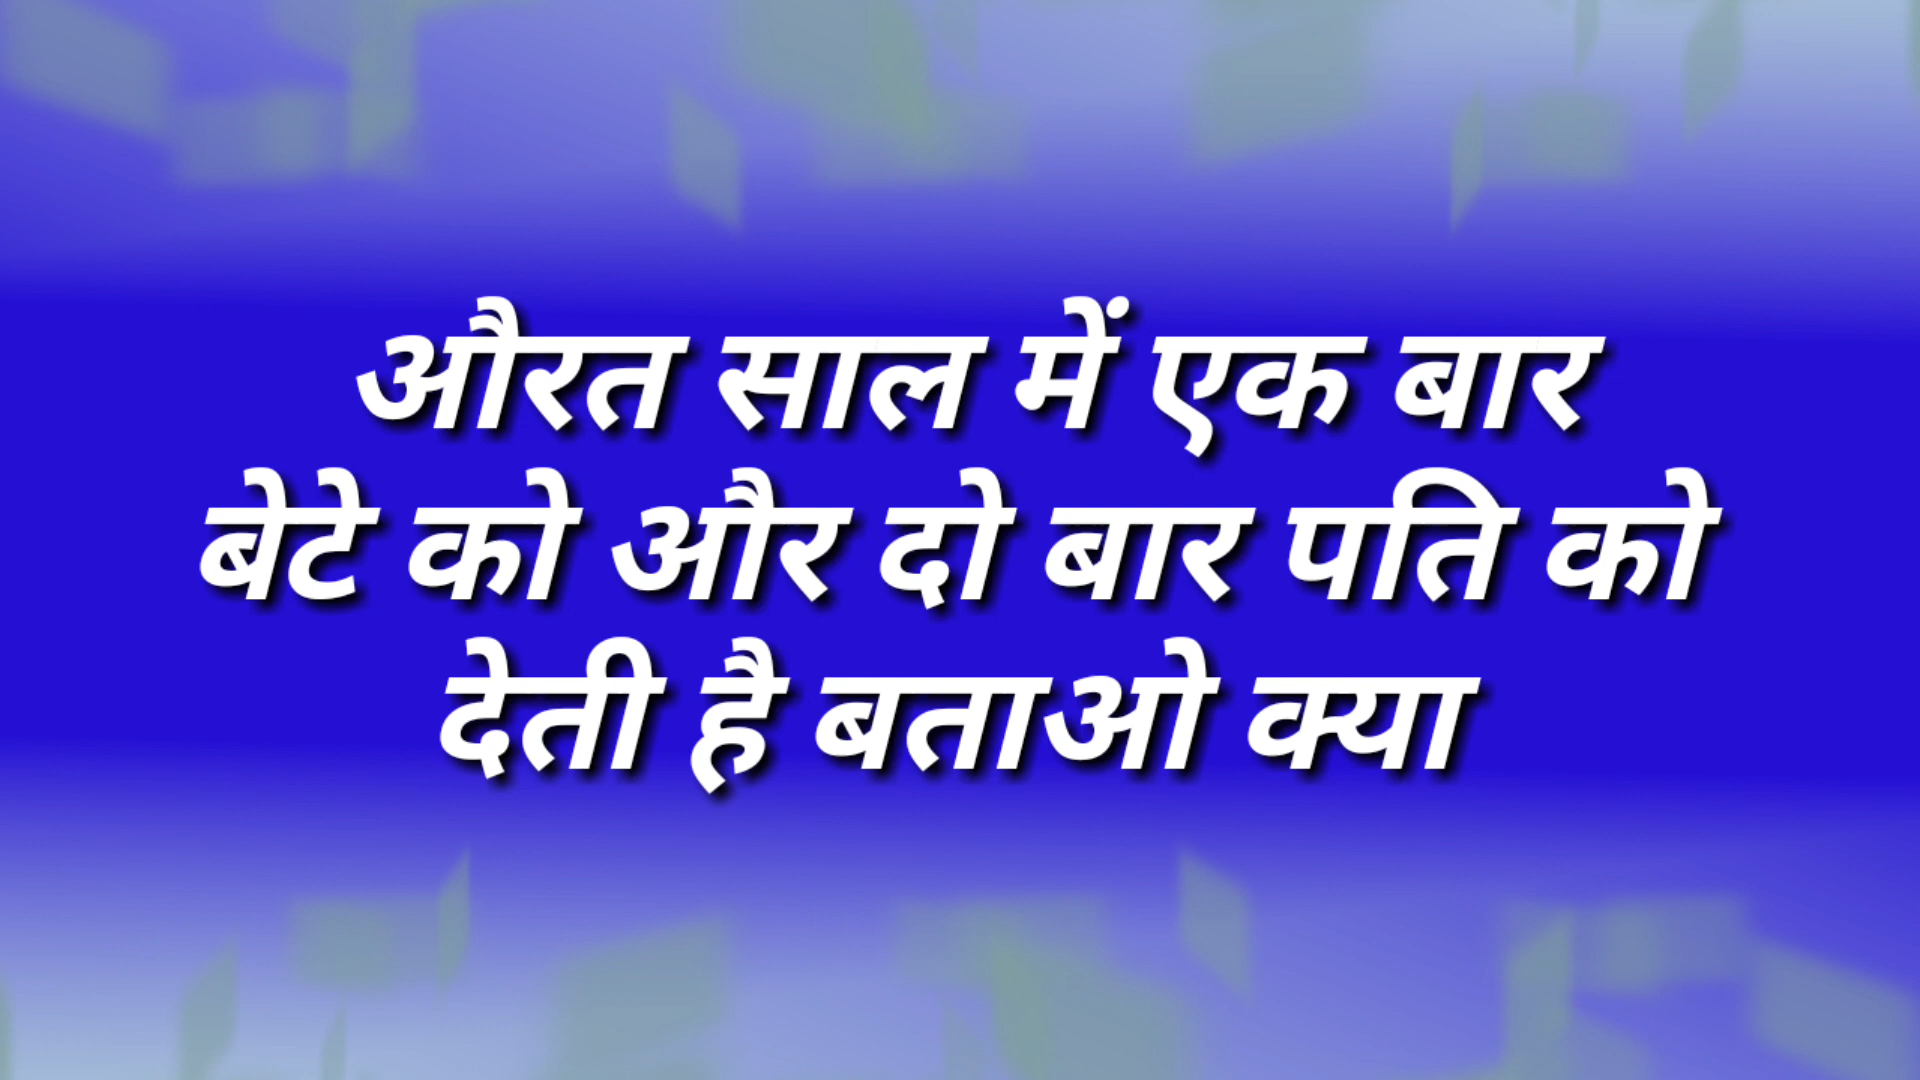 औरत साल में एक बार
बेटे को और दो बार पति को
देती है बताओ क्या